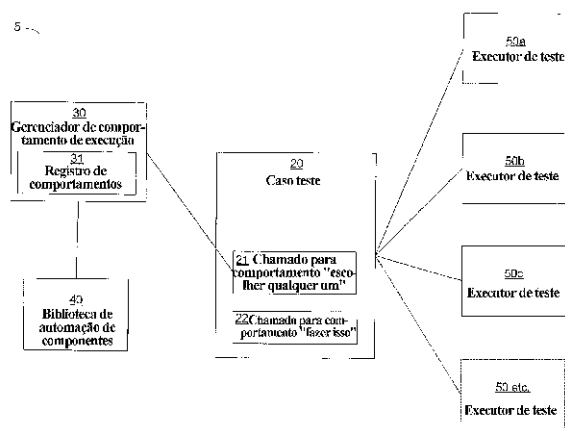 5
30
Gerenciador de compor-
tamento de execução
31
Registro de
comportamentos
40
Biblioteca de
automação de
componentes
20
Caso teste
21 Chamado para
comportamento "esco-
lher qualquer um"
22 Chamado para com-
portamento "fazer isso"
50a
Executor de teste
50b
Executor de teste
50c
Executor de teste
50 etc.
Executor de teste